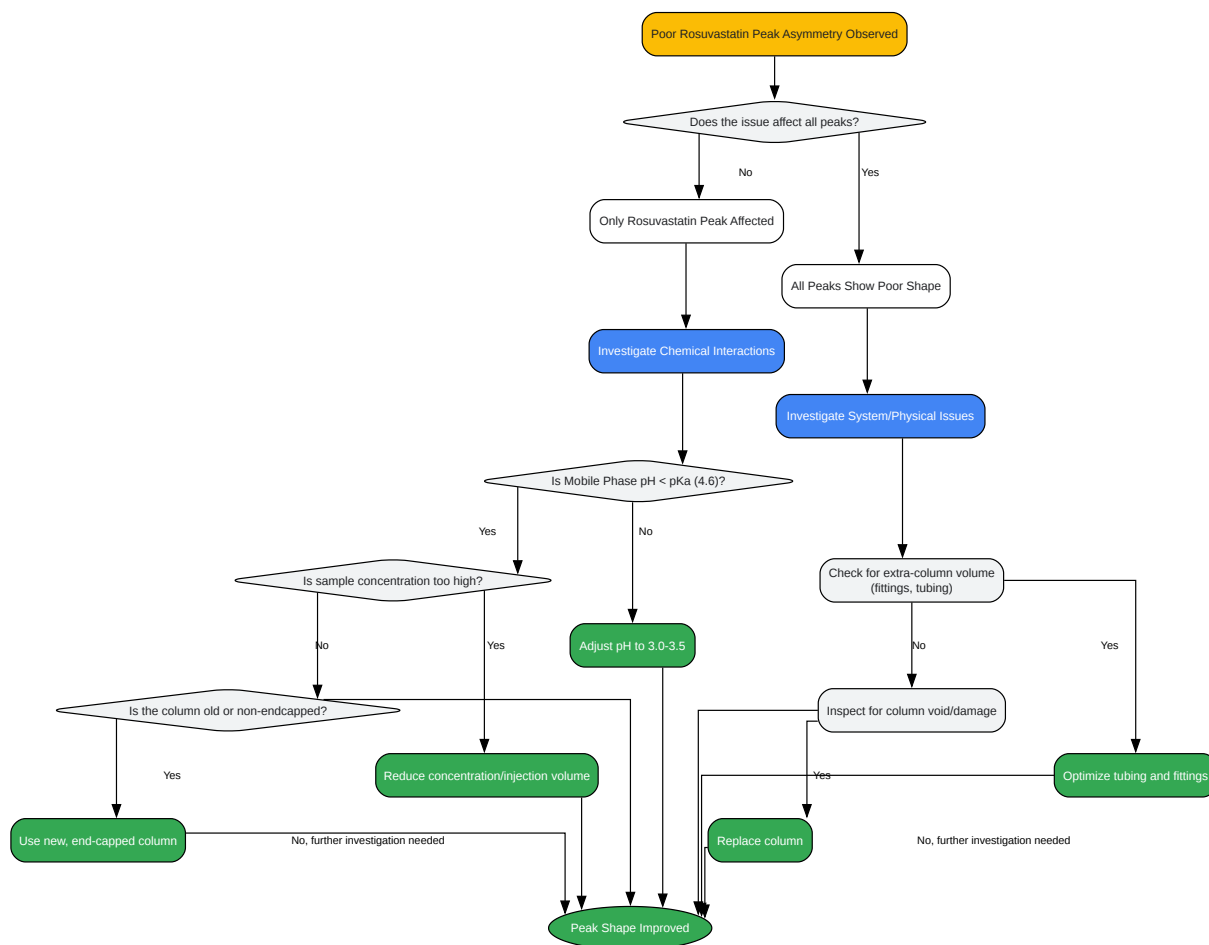 Poor Rosuvastatin Peak Asymmetry Observed
Does the issue affect all peaks?
No
Yes
Only Rosuvastatin Peak Affected
All Peaks Show Poor Shape
Investigate Chemical Interactions
Investigate System/Physical Issues
Is Mobile Phase pH < pKa (4.6)?
Yes
No
Is sample concentration too high?
Check for extra-column volume
(fittings, tubing)
No
Yes
Adjust pH to 3.0-3.5
No
Yes
Is the column old or non-endcapped?
Inspect for column void/damage
Yes
Reduce concentration/injection volume
Yes
Optimize tubing and fittings
Use new, end-capped column
No, further investigation needed
Replace column
No, further investigation needed
Peak Shape Improved